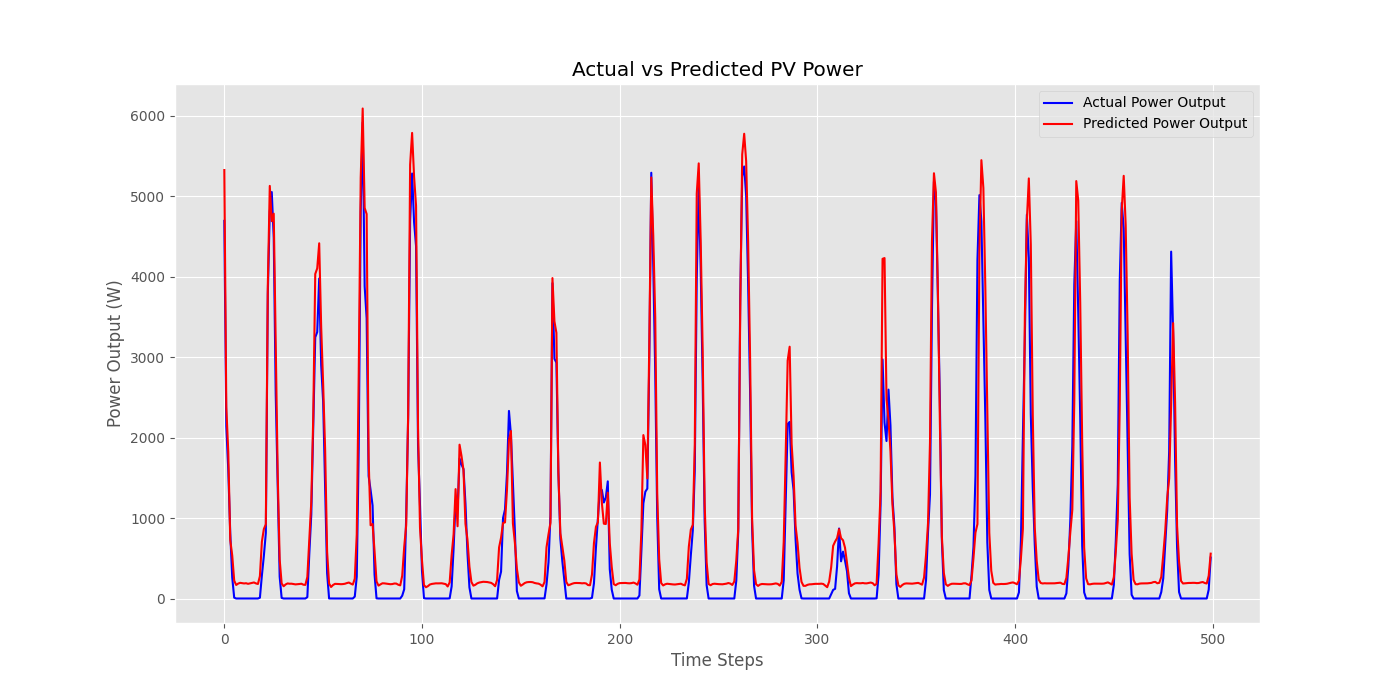 Actual vs Predicted PV Power
Actual Power Output
Predicted Power Output
Power Output (W)
6000
5000
4000
3000
2000
1000
0
0 100 200 300 400 500
Time Steps